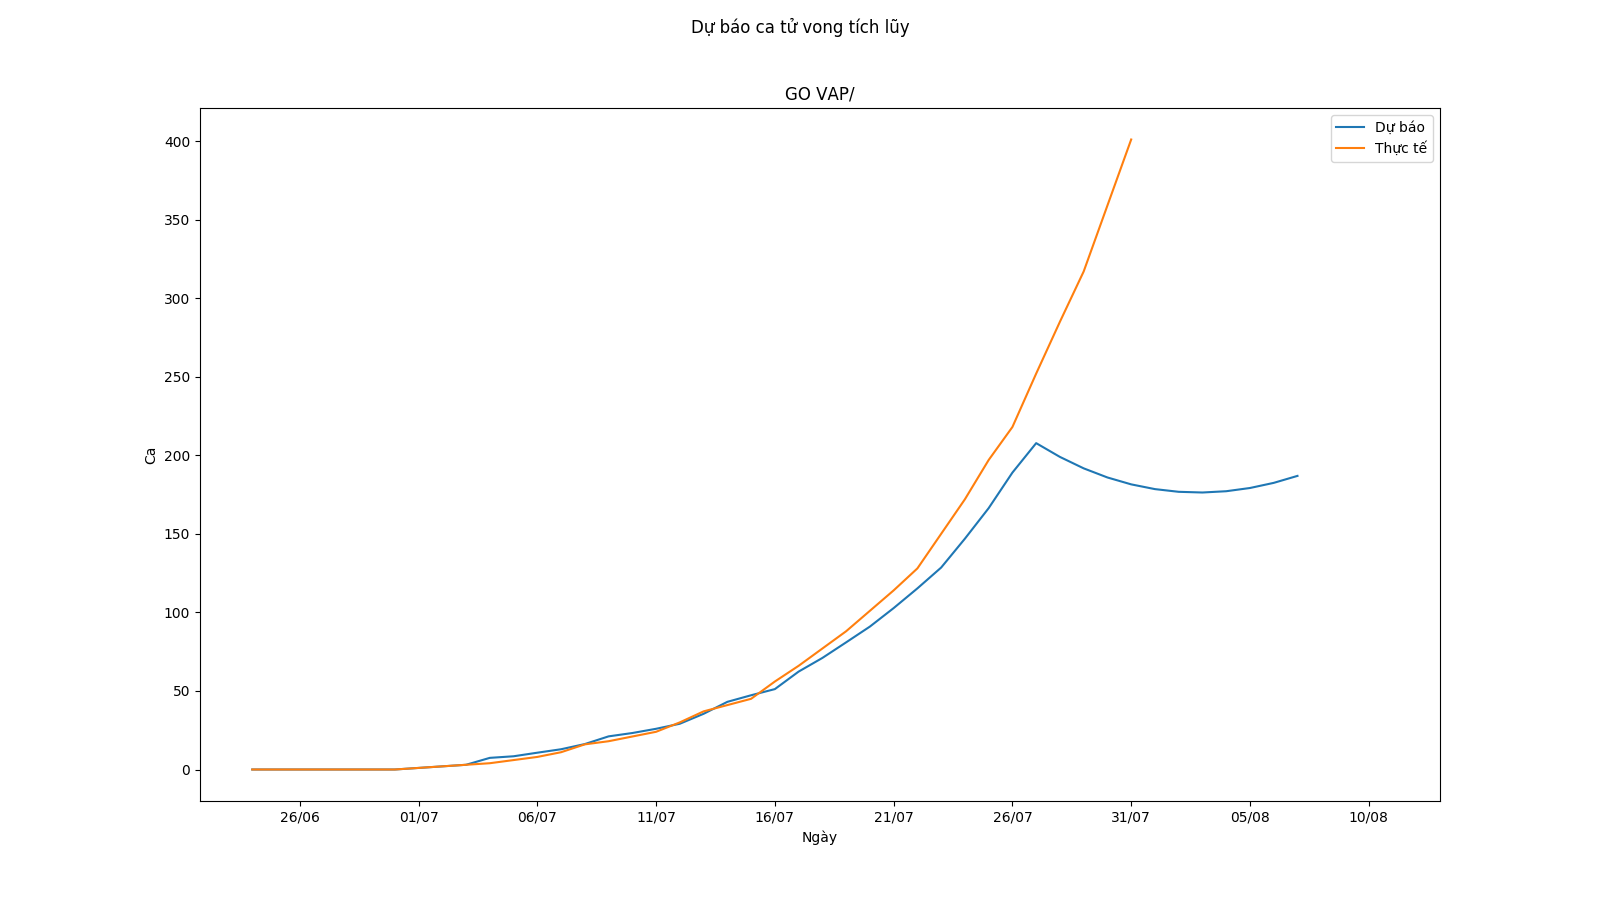 Dự báo ca tử vong tích lũy
GO VAP/
Dự báo
Thực tế
400
350
300
250
200
150
100
50
0
Ca
26/06 01/07 06/07 11/07 16/07 21/07 26/07 31/07 05/08 10/08
Ngày